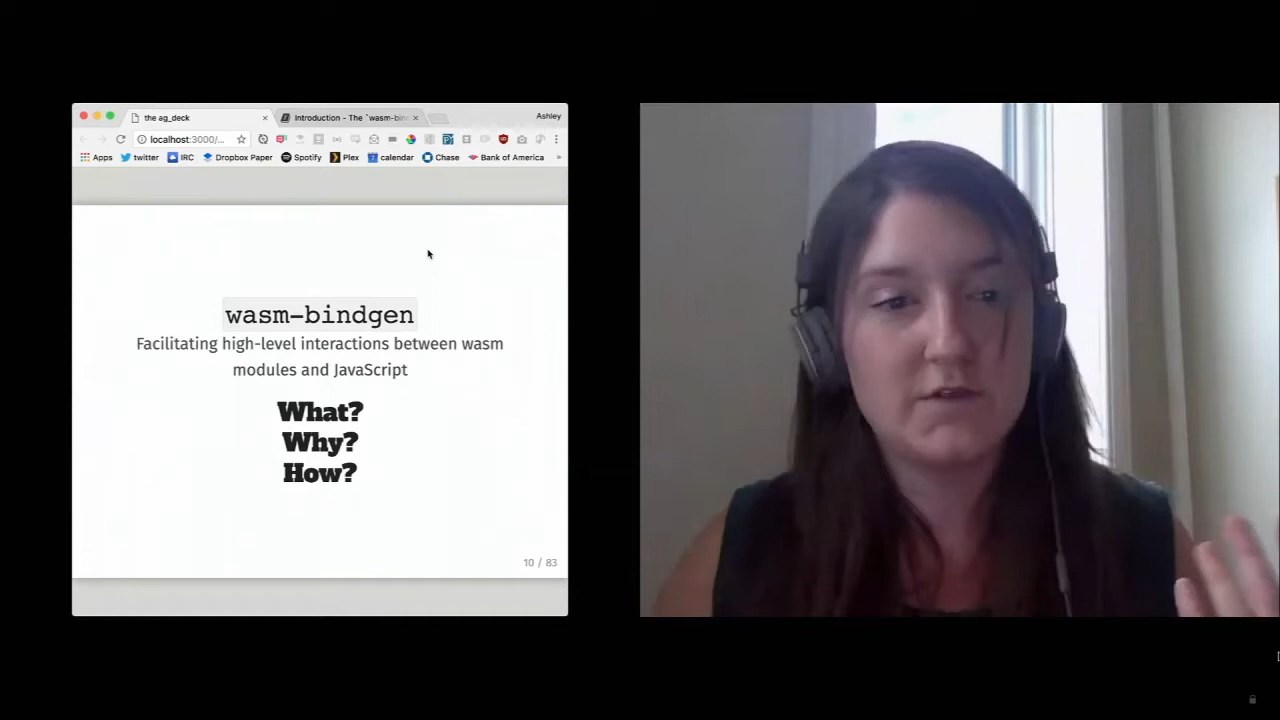 the ag_deck
Introduction - The `wasm-bin
Ashley
localhost:3000/...
Apps
twitter
IRC
Dropbox Paper
Spotify
Plex
calendar
Chase
Bank of America
»
wasm-bindgen
Facilitating high-level interactions between wasm
modules and JavaScript
What?
Why?
How?
10 / 83